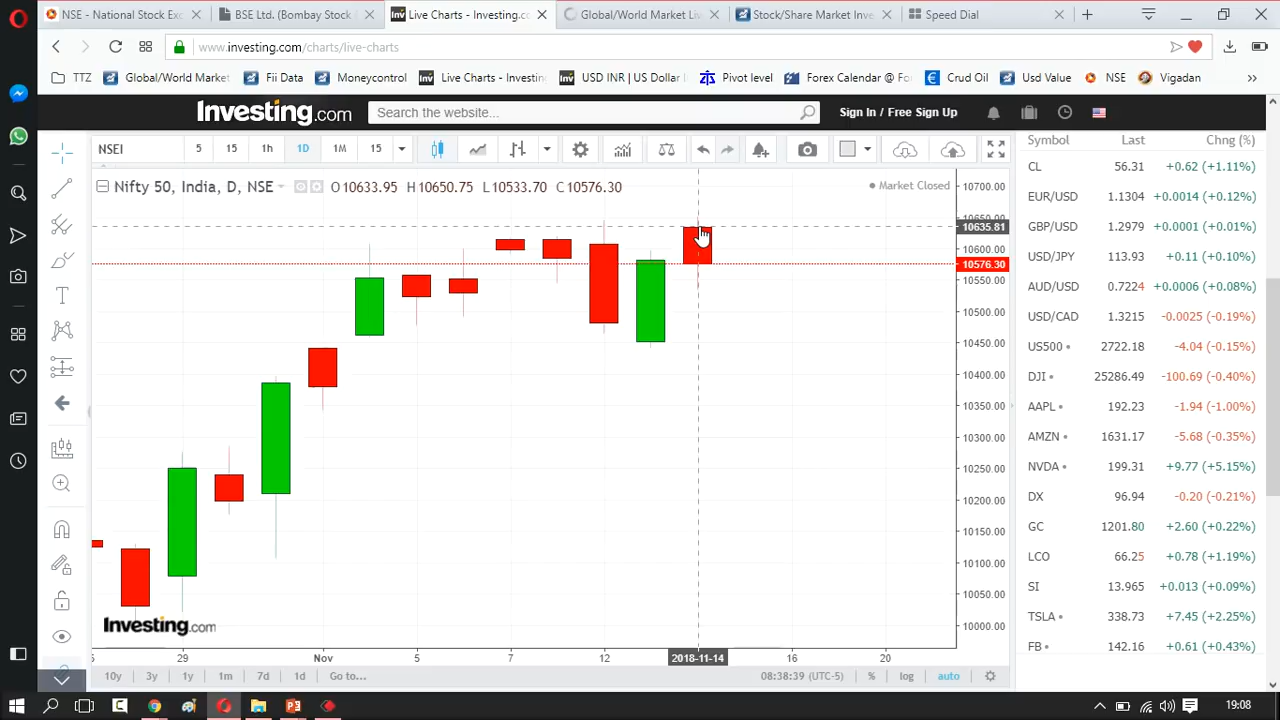 NSE - National Stock Exc
BSE Ltd. (Bombay Stock
Live Charts - Investing.co
Global/World Market Liv
Stock/Share Market Inve
Speed Dial
www.investing.com/charts/live-charts
TTZ
Global/World Market
Fii Data
Moneycontrol
Live Charts - Investing
USD INR | US Dollar I
Pivot level
Forex Calendar @ Fo
Crud Oil
Usd Value
NSE
Vigadan
Investing.com
Search the website...
Sign In / Free Sign Up
NSEI 5 15 1h 1D 1M 15
Symbol Last Chng (%)
Nifty 50, India, D, NSE O10633.95 H10650.75 L10533.70 C10576.30
Market Closed
10700.00
10650.00
10635.81
10600.00
10576.30
10550.00
10500.00
10450.00
10400.00
10350.00
10300.00
10250.00
10200.00
10150.00
10100.00
10050.00
10000.00
CL 56.31 +0.62 (+1.11%)
EUR/USD 1.1304 +0.0014 (+0.12%)
GBP/USD 1.2979 +0.0001 (+0.01%)
USD/JPY 113.93 +0.11 (+0.10%)
AUD/USD 0.7224 +0.0006 (+0.08%)
USD/CAD 1.3215 -0.0025 (-0.19%)
US500 2722.18 -4.04 (-0.15%)
DJI 25286.49 -100.69 (-0.40%)
AAPL 192.23 -1.94 (-1.00%)
AMZN 1631.17 -5.68 (-0.35%)
NVDA 199.31 +9.77 (+5.15%)
DX 96.94 -0.20 (-0.21%)
GC 1201.80 +2.60 (+0.22%)
LCO 66.25 +0.78 (+1.19%)
SI 13.965 +0.013 (+0.09%)
TSLA 338.73 +7.45 (+2.25%)
FB 142.16 +0.61 (+0.43%)
Investing.com
29 Nov 5 7 12 2018-11-14 16 20
10y 3y 1y 1m 7d 1d Go to... 08:38:39 (UTC-5) % log auto
19:08